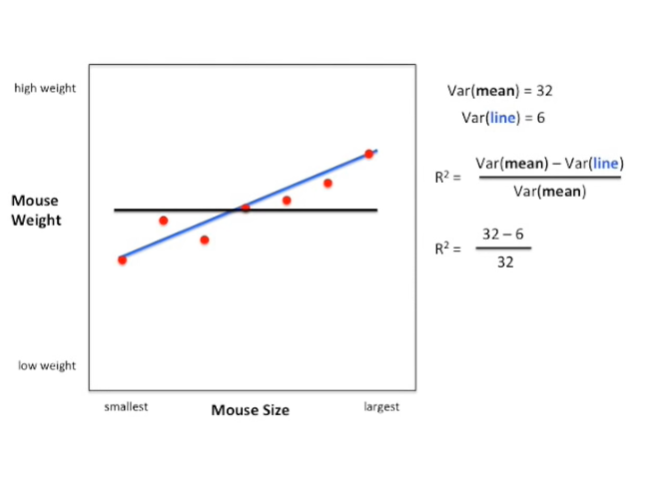 high weight
Mouse
Weight
low weight
smallest
Mouse Size
largest
Var(mean) = 32
Var(line) = 6
R² = Var(mean) – Var(line)
Var(mean)
R² = 32 – 6
32